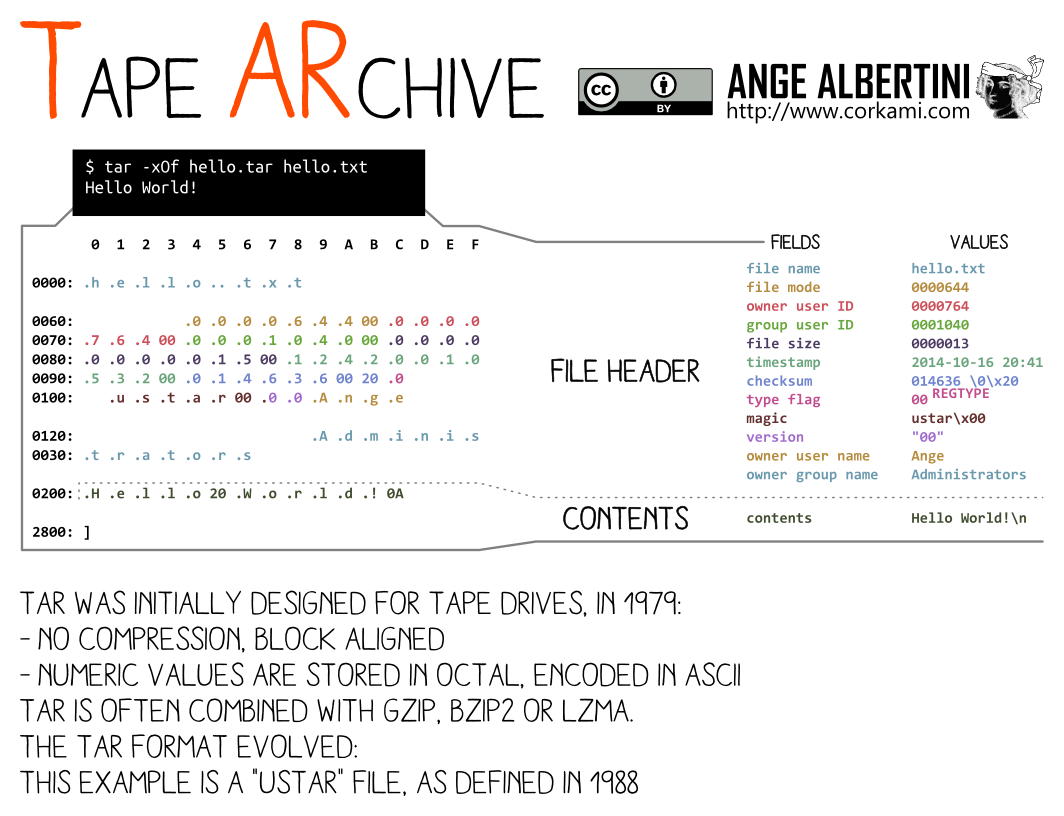 TAPE ARCHIVE
cc BY
ANGE ALBERTINI
http://www.corkami.com
$ tar -xOf hello.tar hello.txt
Hello World!
0 1 2 3 4 5 6 7 8 9 A B C D E F
0000: .h .e .l .l .o .. .t .x .t
0060: .0 .0 .0 .0 .6 .4 .4 00 .0 .0 .0 .0
0070: .7 .6 .4 00 .0 .0 .0 .1 .0 .4 .0 00 .0 .0 .0 .0
0080: .0 .0 .0 .0 .0 .1 .5 00 .1 .2 .4 .2 .0 .0 .1 .0
0090: .5 .3 .2 00 .0 .1 .4 .6 .3 .6 00 20 .0
0100: .u .s .t .a .r 00 .0 .0 .A .n .g .e
0120: .A .d .m .i .n .i .s
0030: .t .r .a .t .o .r .s
0200: .H .e .l .l .o 20 .W .o .r .l .d .! 0A
2800: ]
FILE HEADER
CONTENTS
FIELDS VALUES
file name hello.txt
file mode 0000644
owner user ID 0000764
group user ID 0001040
file size 0000013
timestamp 2014-10-16 20:41
checksum 014636 \0\x20
type flag 00 REGTYPE
magic ustar\x00
version "00"
owner user name Ange
owner group name Administrators
contents Hello World!\n
TAR WAS INITIALLY DESIGNED FOR TAPE DRIVES, IN 1979:
- NO COMPRESSION, BLOCK ALIGNED
- NUMERIC VALUES ARE STORED IN OCTAL, ENCODED IN ASCII
TAR IS OFTEN COMBINED WITH GZIP, BZIP2 OR LZMA.
THE TAR FORMAT EVOLVED:
THIS EXAMPLE IS A "USTAR" FILE, AS DEFINED IN 1988